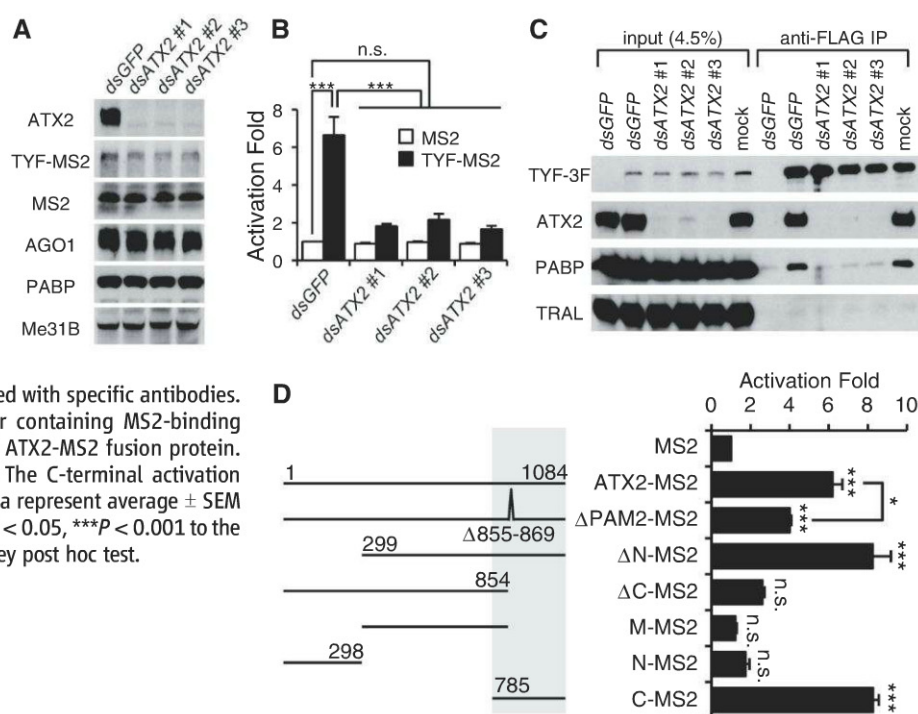 A
dsGFP
dsATX2 #1
dsATX2 #2
dsATX2 #3
ATX2
TYF-MS2
MS2
AGO1
PABP
Me31B
B
n.s.
***
***
8
6
4
2
0
Activation Fold
MS2
TYF-MS2
dsGFP
dsATX2 #1
dsATX2 #2
dsATX2 #3
C
input (4.5%)
anti-FLAG IP
dsGFP
dsGFP
dsATX2 #1
dsATX2 #2
dsATX2 #3
mock
dsGFP
dsGFP
dsATX2 #1
dsATX2 #2
dsATX2 #3
mock
TYF-3F
ATX2
PABP
TRAL
ed with specific antibodies.
r containing MS2-binding
ATX2-MS2 fusion protein.
The C-terminal activation
a represent average ± SEM
< 0.05, ***P < 0.001 to the
ey post hoc test.
D
1
1084
Δ855-869
299
854
298
785
Activation Fold
0 2 4 6 8 10
MS2
ATX2-MS2
***
*
ΔPAM2-MS2
***
ΔN-MS2
***
ΔC-MS2
n.s.
M-MS2
n.s.
N-MS2
n.s.
C-MS2
***